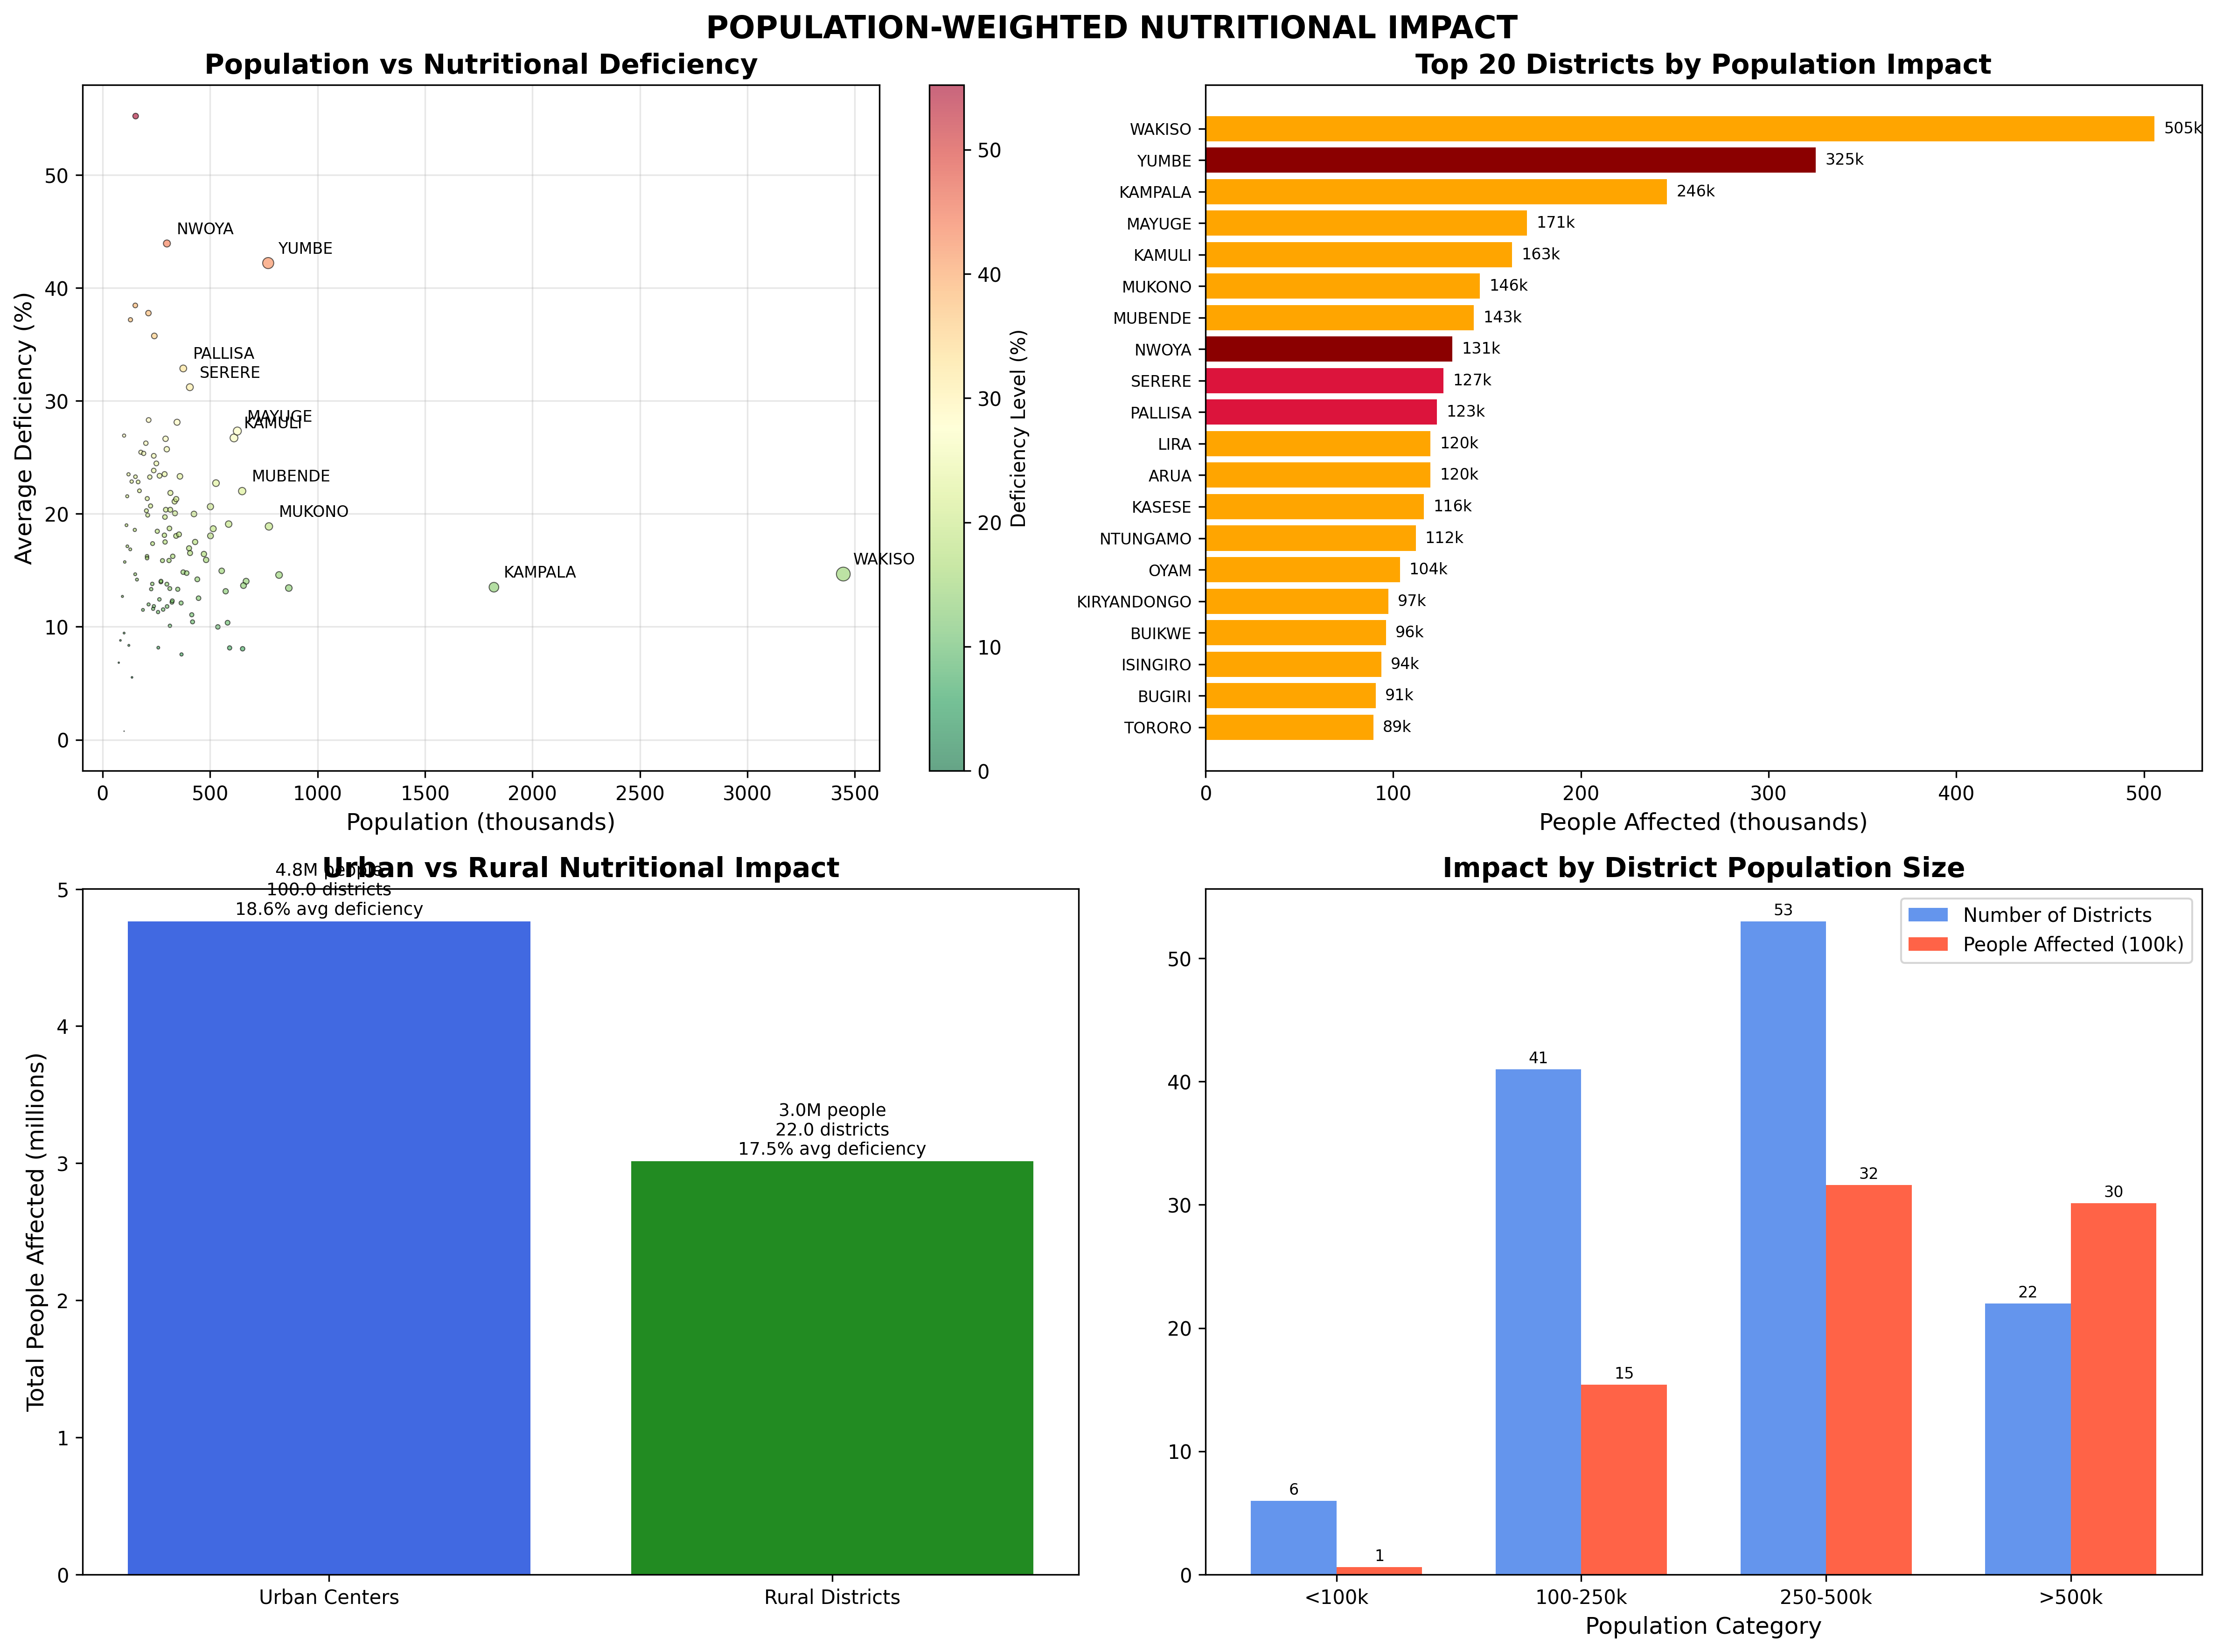 POPULATION-WEIGHTED NUTRITIONAL IMPACT
Population vs Nutritional Deficiency
Average Deficiency (%)
50
40
30
20
10
0
NWOYA
YUMBE
PALLISA
SERERE
MAYUGE
KAMULI
MUBENDE
MUKONO
KAMPALA
WAKISO
0
500
1000
1500
2000
2500
3000
3500
Population (thousands)
50
40
30
20
10
0
Deficiency Level (%)
Top 20 Districts by Population Impact
WAKISO 505k
YUMBE 325k
KAMPALA 246k
MAYUGE 171k
KAMULI 163k
MUKONO 146k
MUBENDE 143k
NWOYA 131k
SERERE 127k
PALLISA 123k
LIRA 120k
ARUA 120k
KASESE 116k
NTUNGAMO 112k
OYAM 104k
KIRYANDONGO 97k
BUIKWE 96k
ISINGIRO 94k
BUGIRI 91k
TORORO 89k
0
100
200
300
400
500
People Affected (thousands)
Urban vs Rural Nutritional Impact
Total People Affected (millions)
5
4
3
2
1
0
4.8M people
100.0 districts
18.6% avg deficiency
3.0M people
22.0 districts
17.5% avg deficiency
Urban Centers
Rural Districts
Impact by District Population Size
Number of Districts
People Affected (100k)
50
40
30
20
10
0
6
1
41
15
53
32
22
30
<100k
100-250k
250-500k
>500k
Population Category